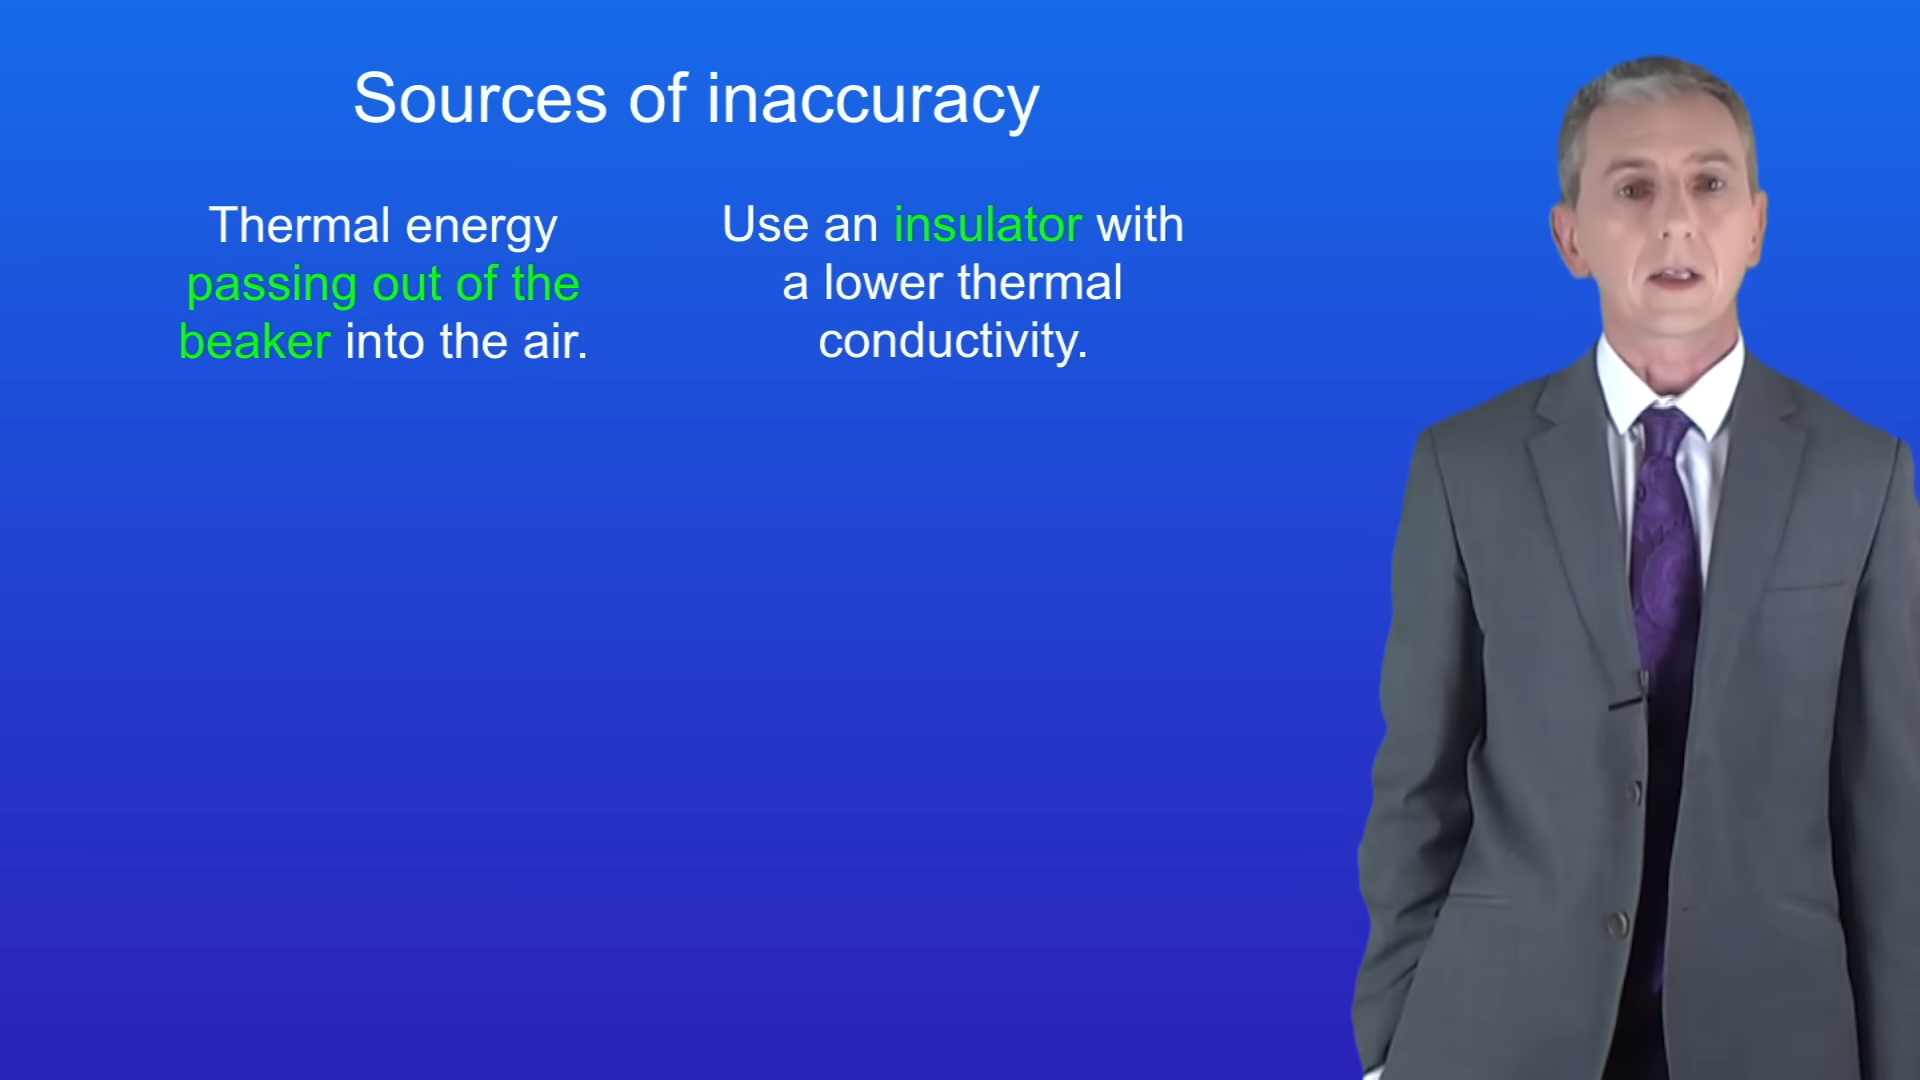 Sources of inaccuracy
Thermal energy
passing out of the
beaker into the air.
Use an insulator with
a lower thermal
conductivity.